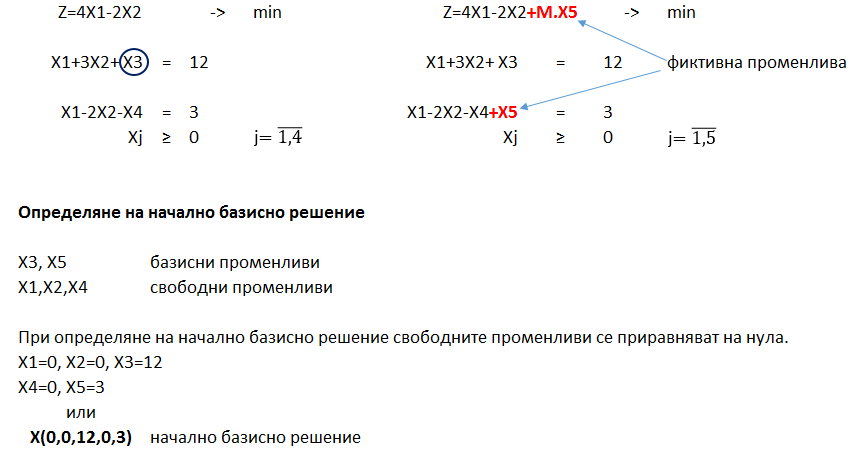 Z=4X1-2X2 -> min Z=4X1-2X2+M.X5 -> min
X1+3X2+X3 = 12 X1+3X2+ X3 = 12 фиктивна променлива
X1-2X2-X4 = 3 X1-2X2-X4+X5 = 3
Xj ≥ 0 j= 1,4 Xj ≥ 0 j= 1,5
Определяне на начално базисно решение
X3, X5 базисни променливи
X1,X2,X4 свободни променливи
При определяне на начално базисно решение свободните променливи се приравняват на нула.
X1=0, X2=0, X3=12
X4=0, X5=3
или
X(0,0,12,0,3) начално базисно решение